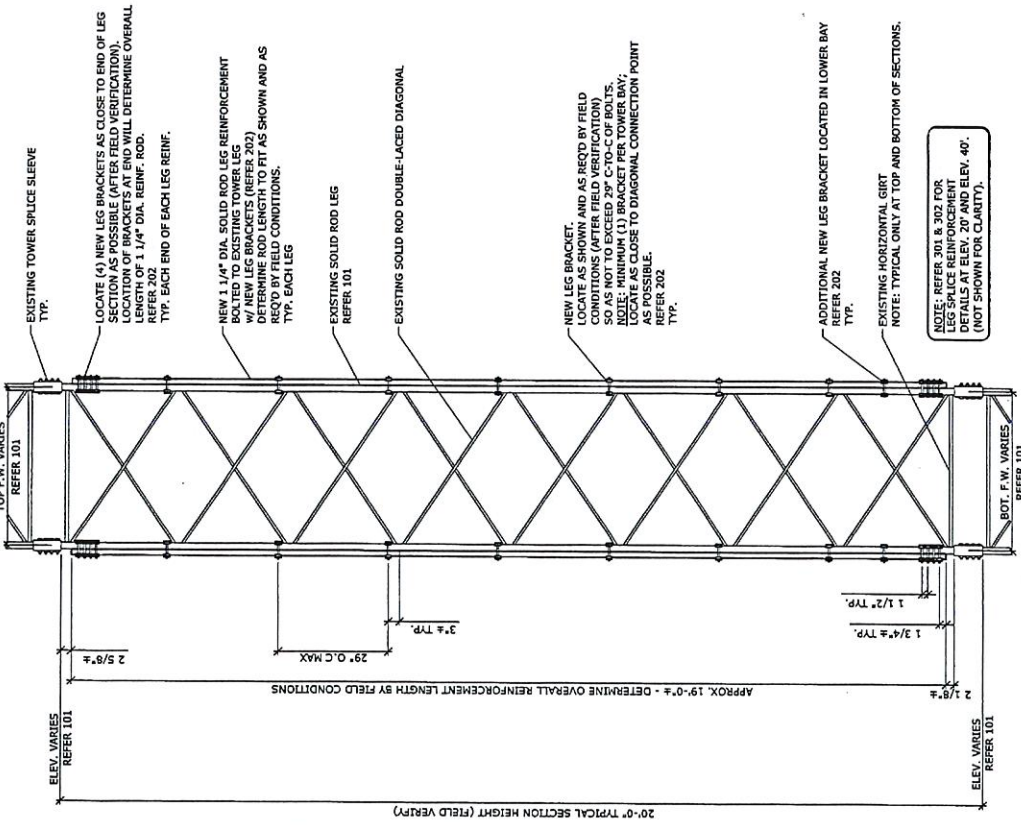 TOP F.W. VARIES
REFER 101
EXISTING TOWER SPLICE SLEEVE
TYP.
LOCATE (4) NEW LEG BRACKETS AS CLOSE TO END OF LEG
SECTION AS POSSIBLE (AFTER FIELD VERIFICATION).
LOCATION OF BRACKETS AT END WILL DETERMINE OVERALL
LENGTH OF 1 1/4" DIA. REINF. ROD.
REFER 202
TYP. EACH END OF EACH LEG REINF.
NEW 1 1/4" DIA. SOLID ROD LEG REINFORCEMENT
BOLTED TO EXISTING TOWER LEG
w/ NEW LEG BRACKETS (REFER 202)
DETERMINE ROD LENGTH TO FIT AS SHOWN AND AS
REQ'D BY FIELD CONDITIONS.
TYP. EACH LEG
EXISTING SOLID ROD LEG
REFER 101
EXISTING SOLID ROD DOUBLE-LACED DIAGONAL
NEW LEG BRACKET.
LOCATE AS SHOWN AND AS REQ'D BY FIELD
CONDITIONS (AFTER FIELD VERIFICATION)
SO AS NOT TO EXCEED 29" C-TO-C OF BOLTS.
NOTE: MINIMUM (1) BRACKET PER TOWER BAY;
LOCATE AS CLOSE TO DIAGONAL CONNECTION POINT
AS POSSIBLE.
REFER 202
TYP.
ADDITIONAL NEW LEG BRACKET LOCATED IN LOWER BAY
REFER 202
TYP.
EXISTING HORIZONTAL GIRT
NOTE: TYPICAL ONLY AT TOP AND BOTTOM OF SECTIONS.
NOTE: REFER 301 & 302 FOR
LEG SPLICE REINFORCEMENT
DETAILS AT ELEV. 20' AND ELEV. 40'.
(NOT SHOWN FOR CLARITY).
BOT. F.W. VARIES
REFER 101
ELEV. VARIES
REFER 101
2 5/8"±
29" O.C MAX
3"± TYP.
1 1/2" TYP.
1 3/4"± TYP.
2 1/8"±
APPROX. 19'-0"± - DETERMINE OVERALL REINFORCEMENT LENGTH BY FIELD CONDITIONS
20'-0" TYPICAL SECTION HEIGHT (FIELD VERIFY)
ELEV. VARIES
REFER 101